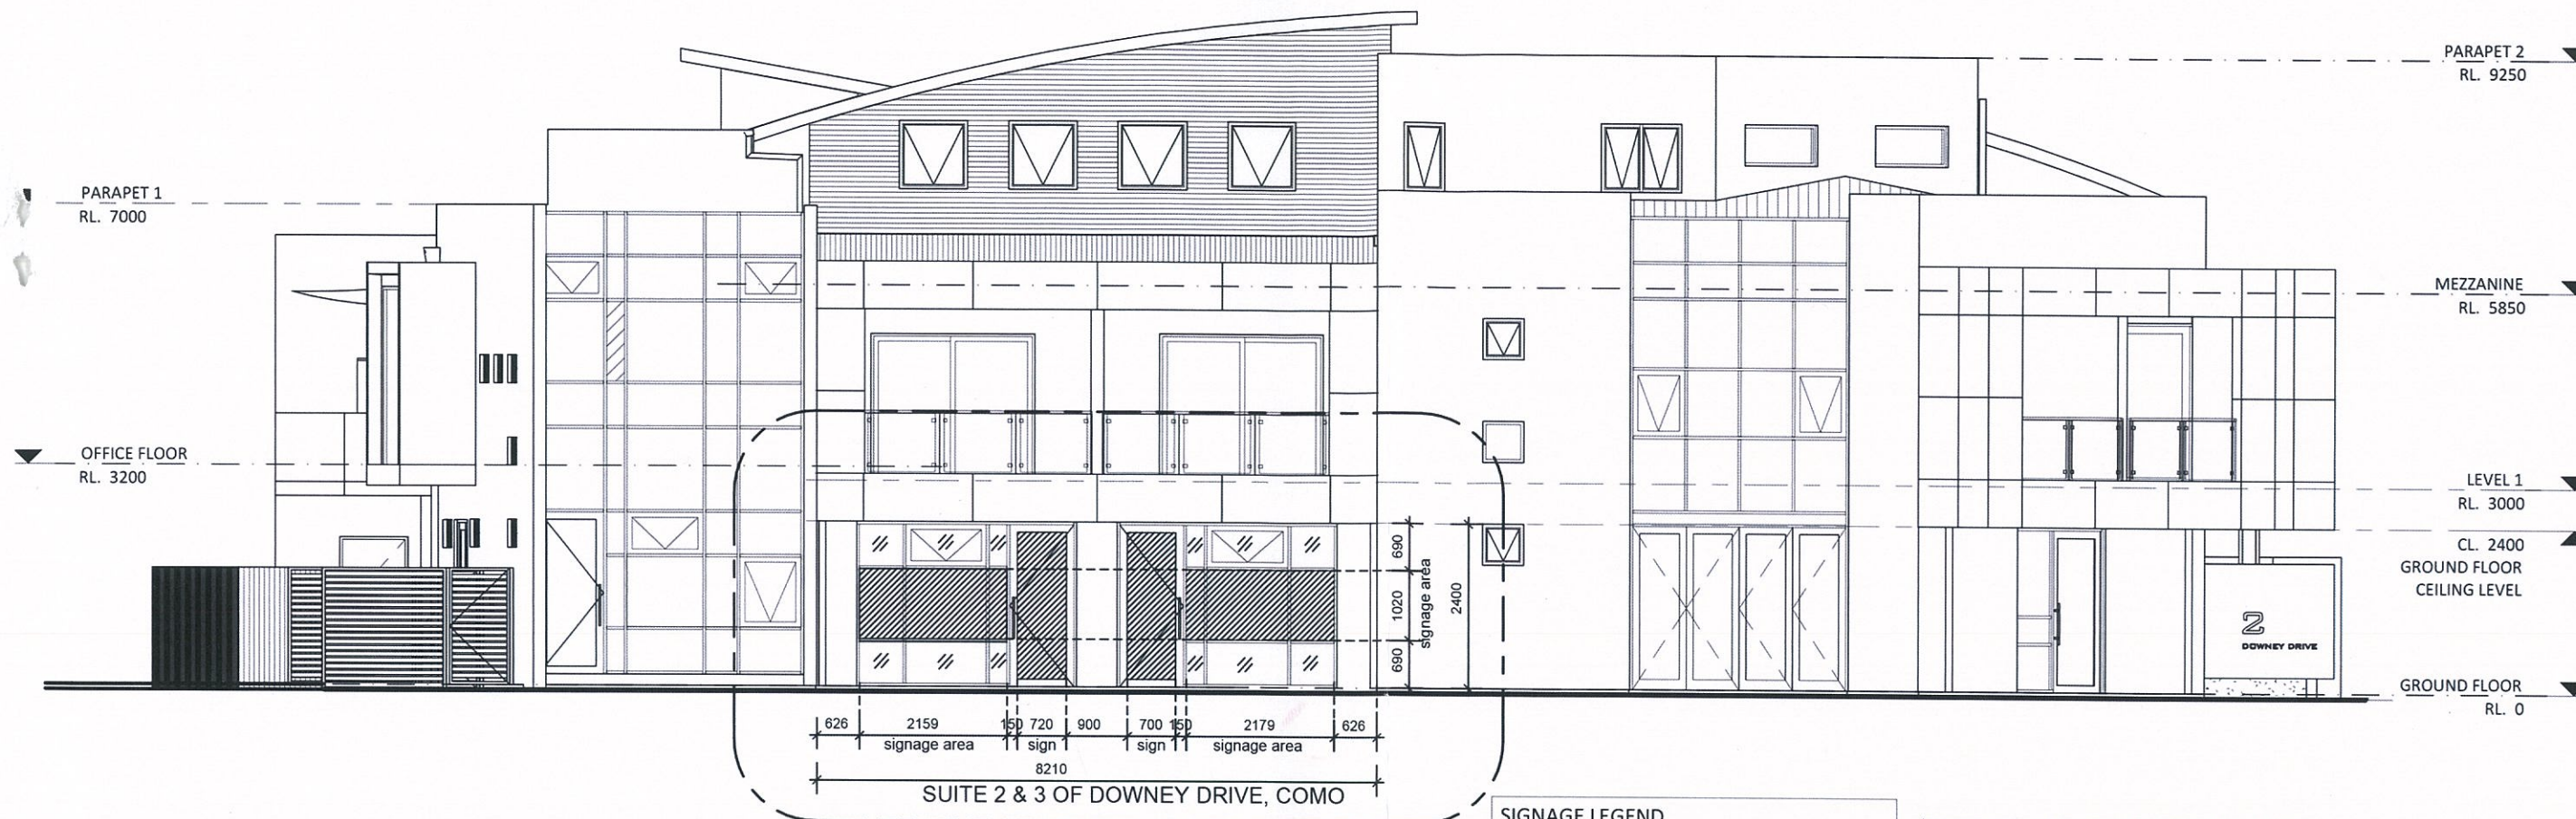 PARAPET 2
RL. 9250
PARAPET 1
RL. 7000
MEZZANINE
RL. 5850
OFFICE FLOOR
RL. 3200
LEVEL 1
RL. 3000
CL. 2400
GROUND FLOOR
CEILING LEVEL
690
1020
690
signage area
2400
2
DOWNEY DRIVE
GROUND FLOOR
RL. 0
626 2159 150 720 900 700 150 2179 626
signage area sign sign signage area
8210
SUITE 2 & 3 OF DOWNEY DRIVE, COMO
SIGNAGE LEGEND